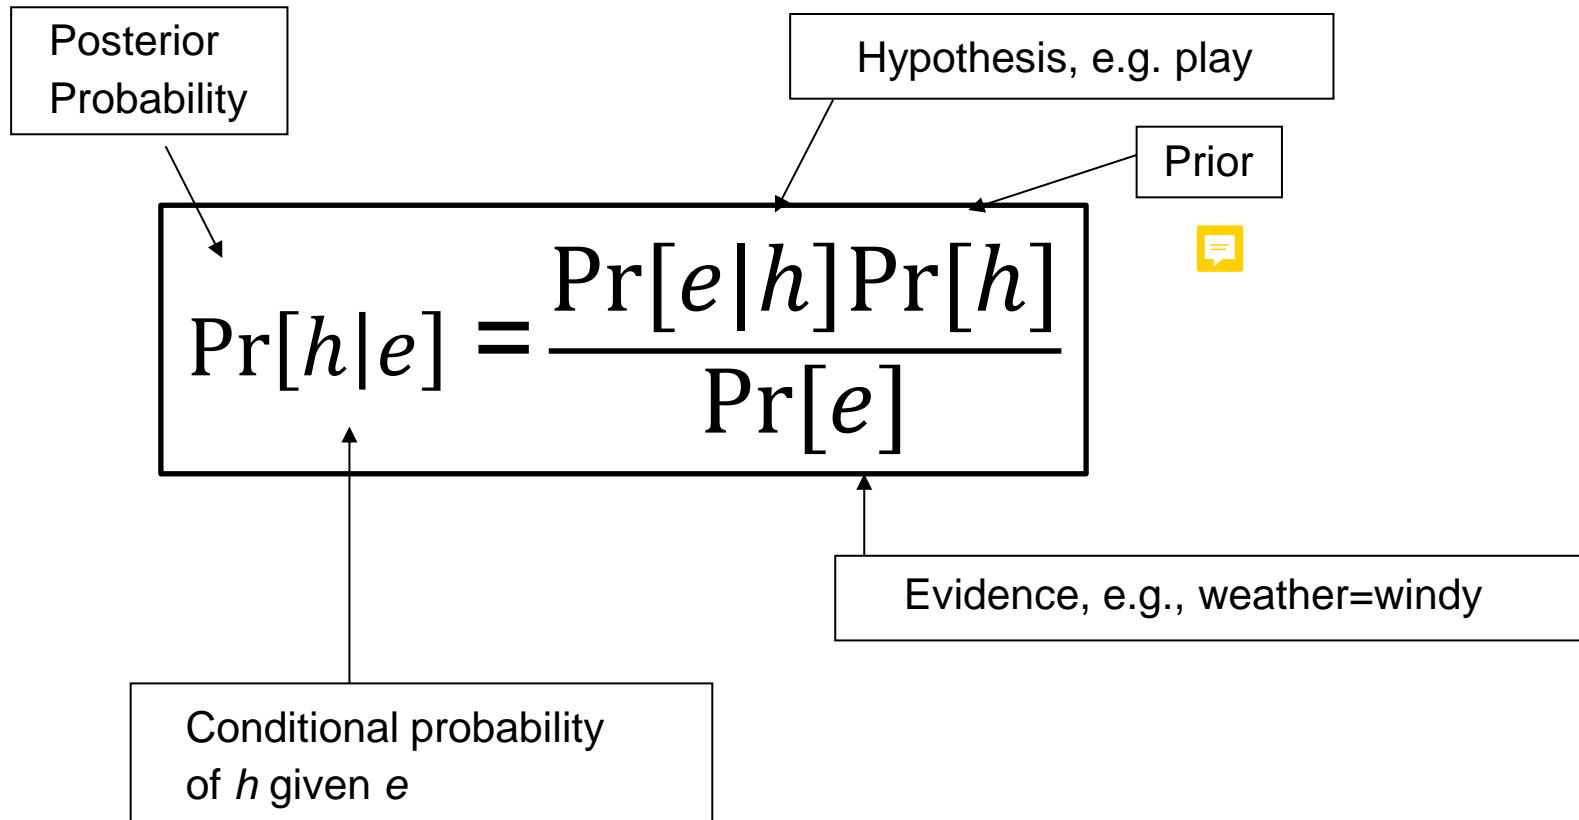 Posterior
Probability
Hypothesis, e.g. play
Prior
Pr[h|e] = Pr[e|h]Pr[h]
Pr[e]
Evidence, e.g., weather=windy
Conditional probability
of h given e